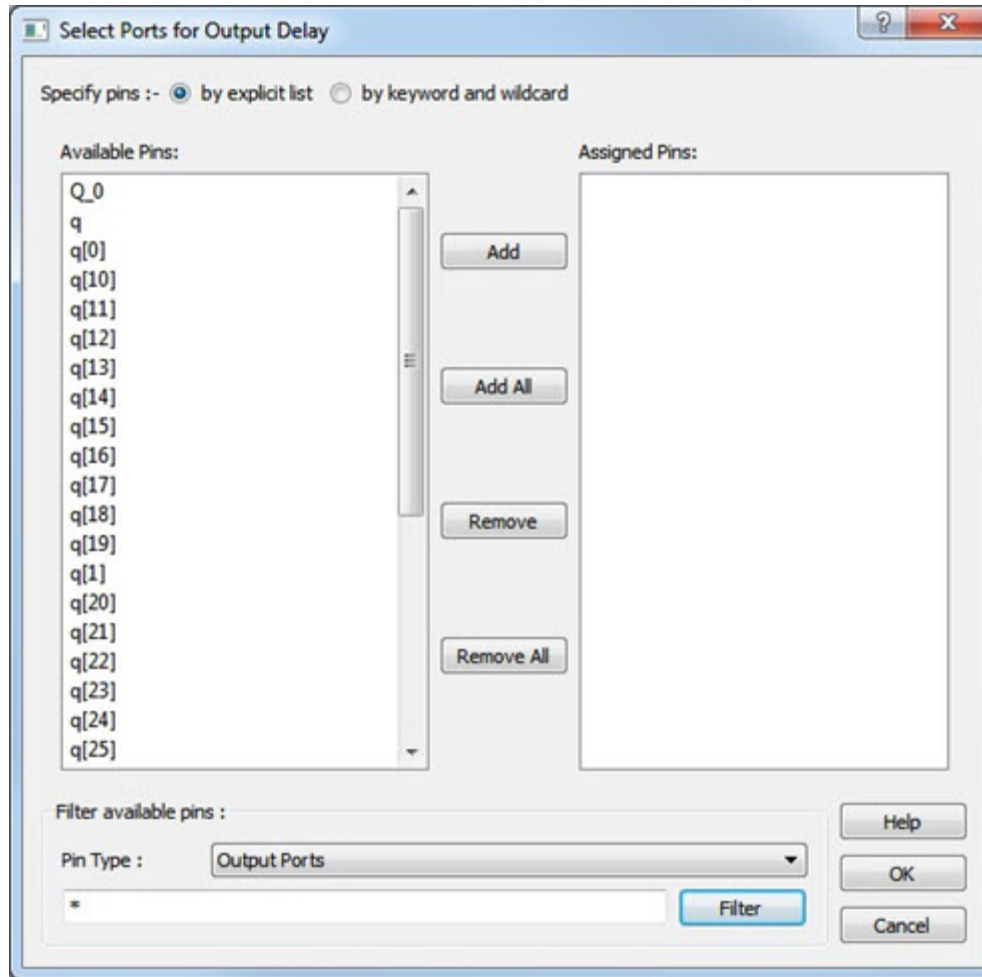 Select Ports for Output Delay
Specify pins :- by explicit list by keyword and wildcard
Available Pins:
Assigned Pins:
Q_0
q
q[0]
q[10]
q[11]
q[12]
q[13]
q[14]
q[15]
q[16]
q[17]
q[18]
q[19]
q[1]
q[20]
q[21]
q[22]
q[23]
q[24]
q[25]
Add
Add All
Remove
Remove All
Filter available pins :
Pin Type :
Output Ports
*
Filter
Help
OK
Cancel